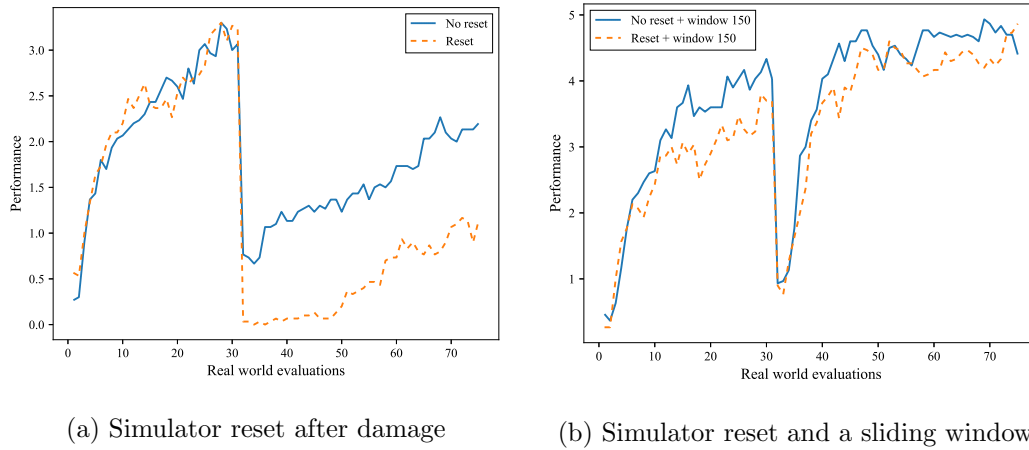 No reset
Reset
Performance
3.0
2.5
2.0
1.5
1.0
0.5
0.0
0 10 20 30 40 50 60 70
Real world evaluations
(a) Simulator reset after damage
No reset + window 150
Reset + window 150
Performance
5
4
3
2
1
0 10 20 30 40 50 60 70
Real world evaluations
(b) Simulator reset and a sliding window